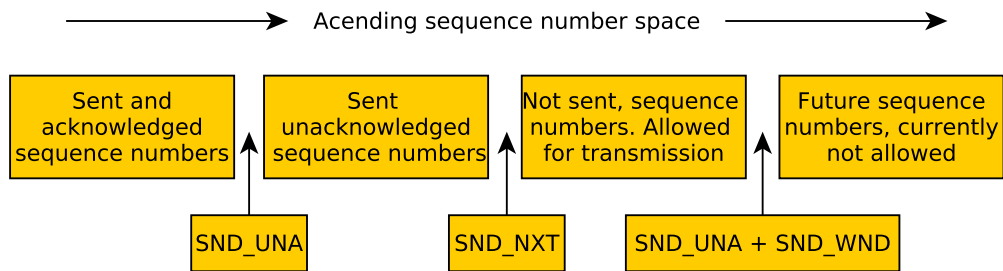 Acending sequence number space
Sent and
acknowledged
sequence numbers
Sent
unacknowledged
sequence numbers
Not sent, sequence
numbers. Allowed
for transmission
Future sequence
numbers, currently
not allowed
SND_UNA
SND_NXT
SND_UNA + SND_WND